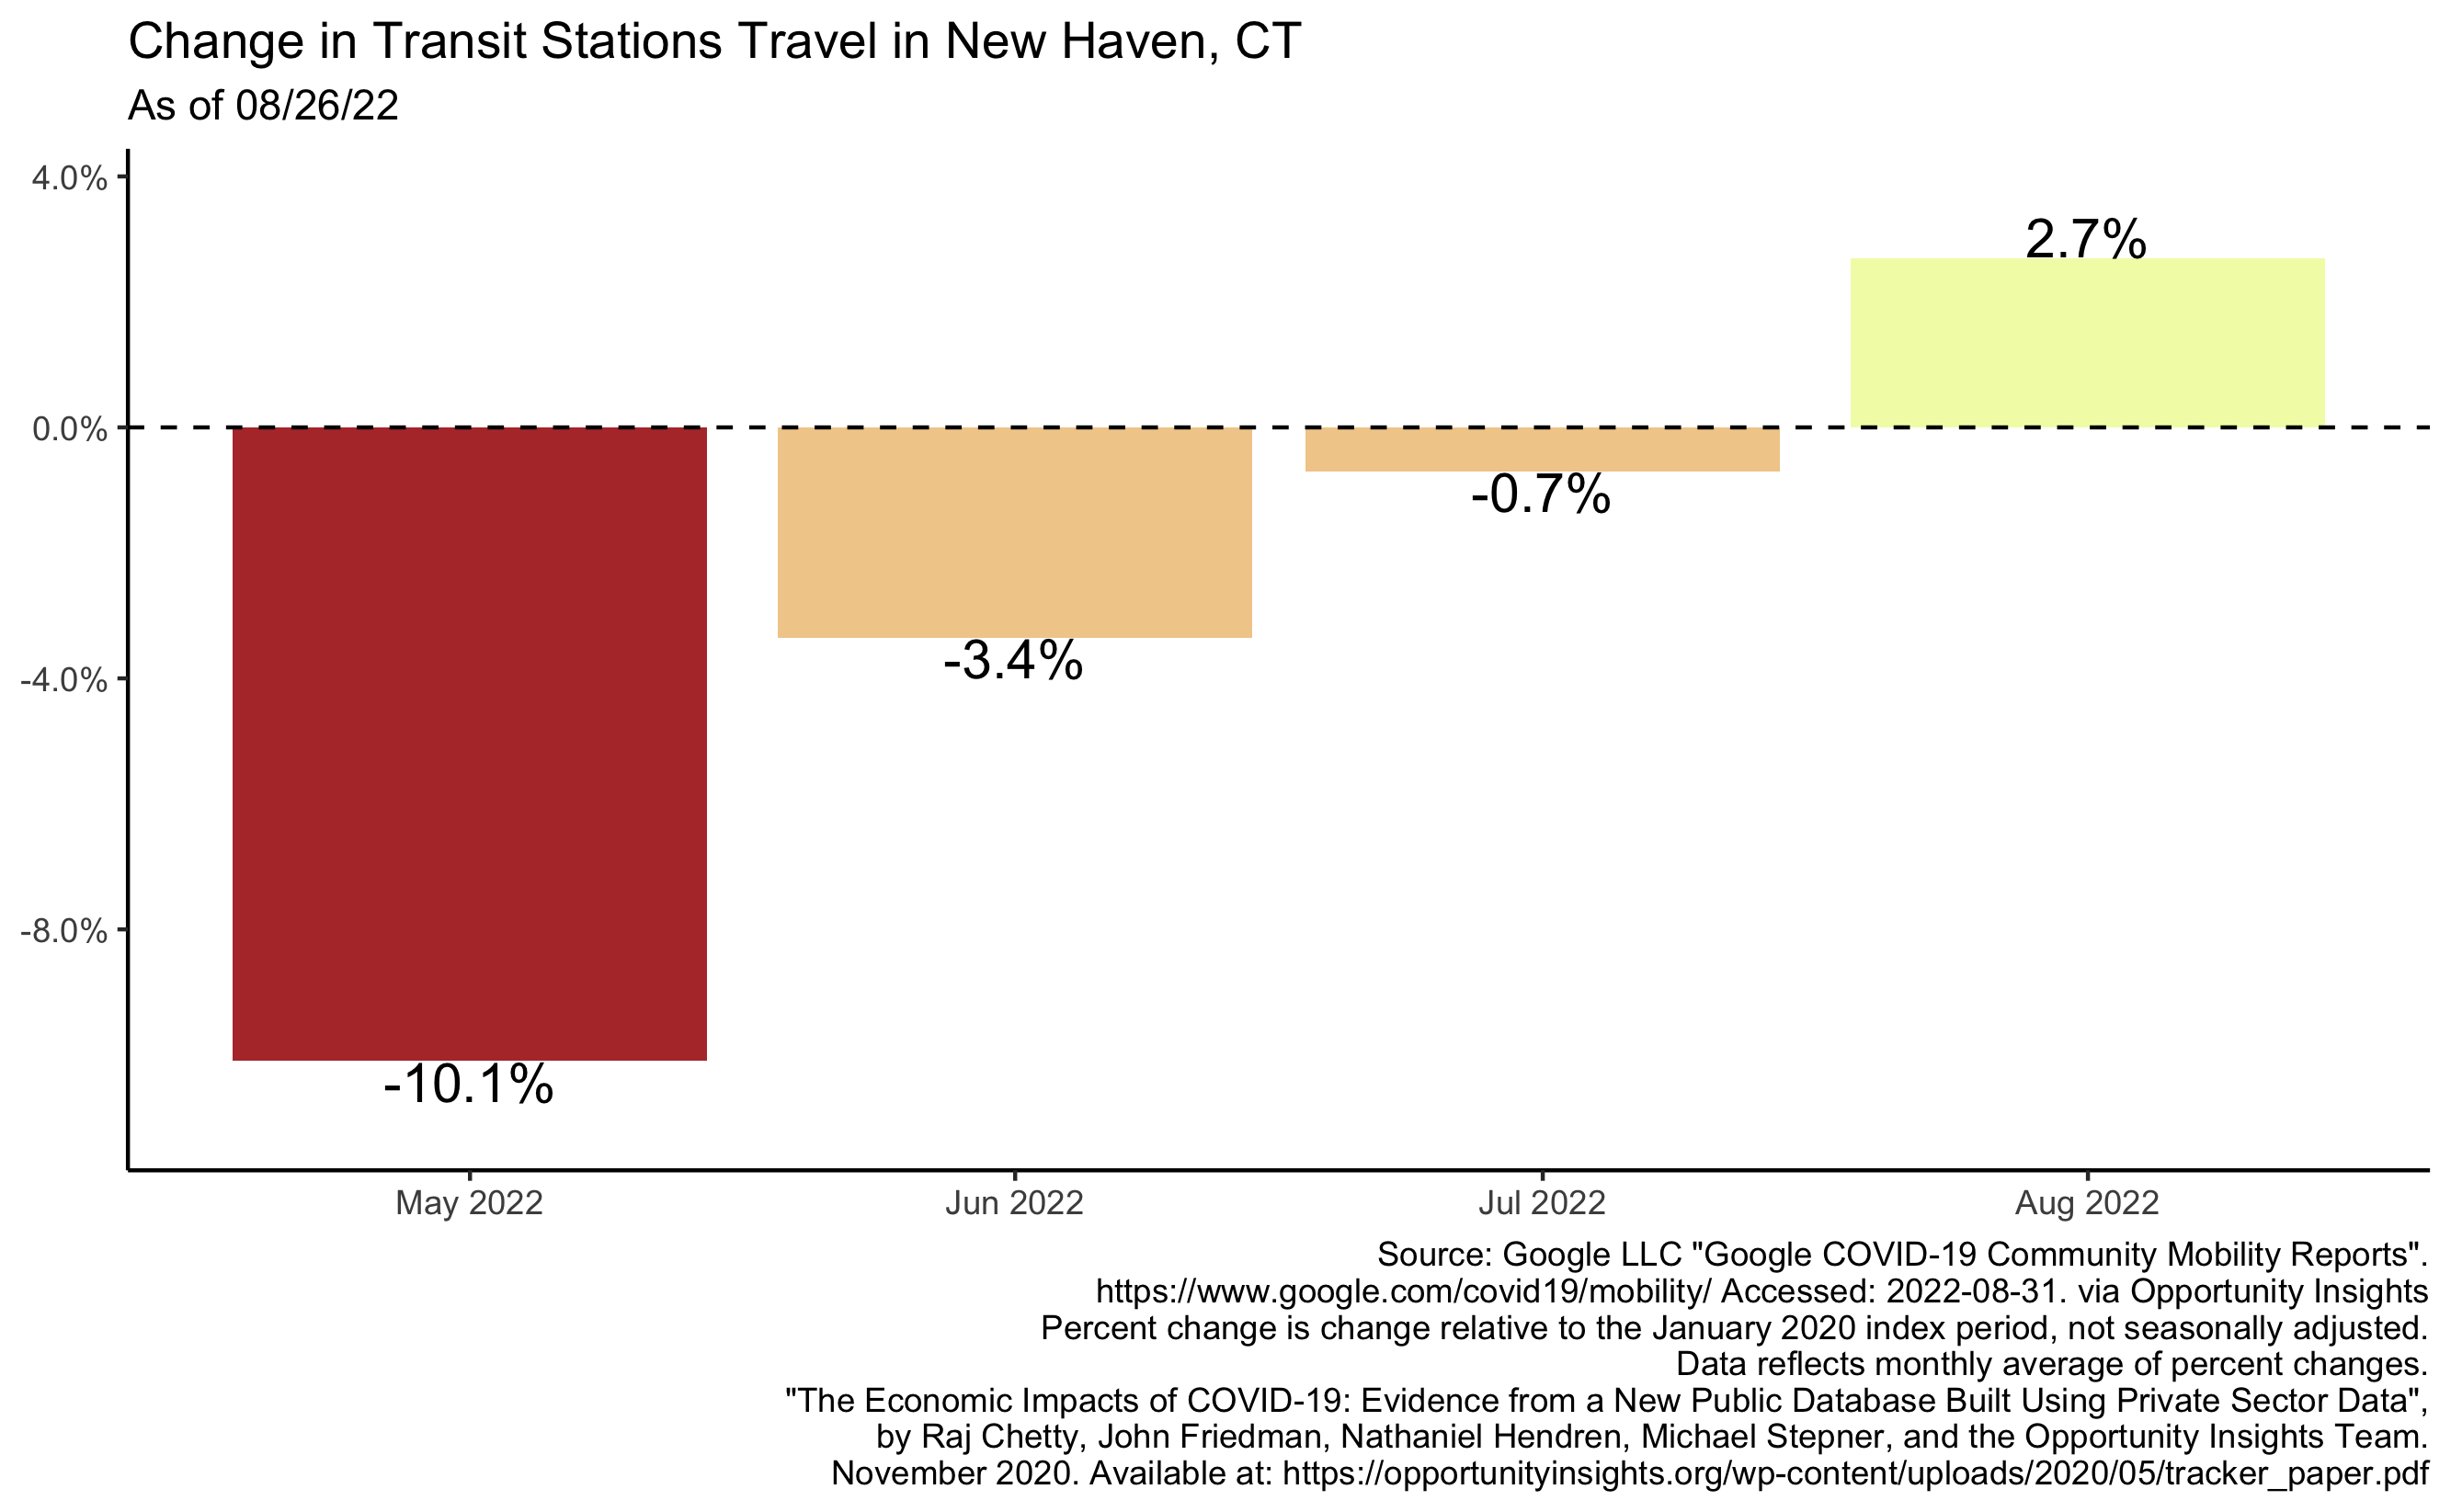 Change in Transit Stations Travel in New Haven, CT
As of 08/26/22
4.0%
0.0%
-4.0%
-8.0%
-10.1%
-3.4%
-0.7%
2.7%
May 2022
Jun 2022
Jul 2022
Aug 2022
Source: Google LLC "Google COVID-19 Community Mobility Reports".
https://www.google.com/covid19/mobility/ Accessed: 2022-08-31. via Opportunity Insights
Percent change is change relative to the January 2020 index period, not seasonally adjusted.
Data reflects monthly average of percent changes.
"The Economic Impacts of COVID-19: Evidence from a New Public Database Built Using Private Sector Data",
by Raj Chetty, John Friedman, Nathaniel Hendren, Michael Stepner, and the Opportunity Insights Team.
November 2020. Available at: https://opportunityinsights.org/wp-content/uploads/2020/05/tracker_paper.pdf